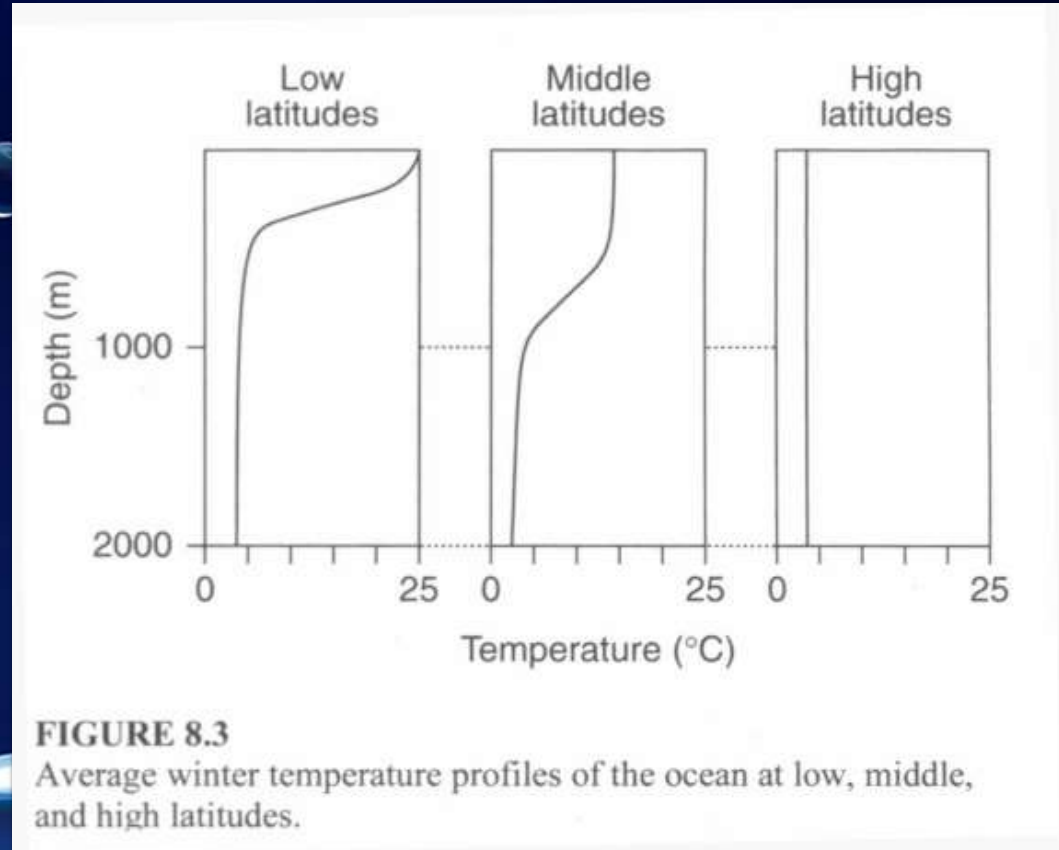 Low
latitudes
Middle
latitudes
High
latitudes
Depth (m)
1000
2000
0
25
0
25
0
25
Temperature (°C)
FIGURE 8.3
Average winter temperature profiles of the ocean at low, middle,
and high latitudes.